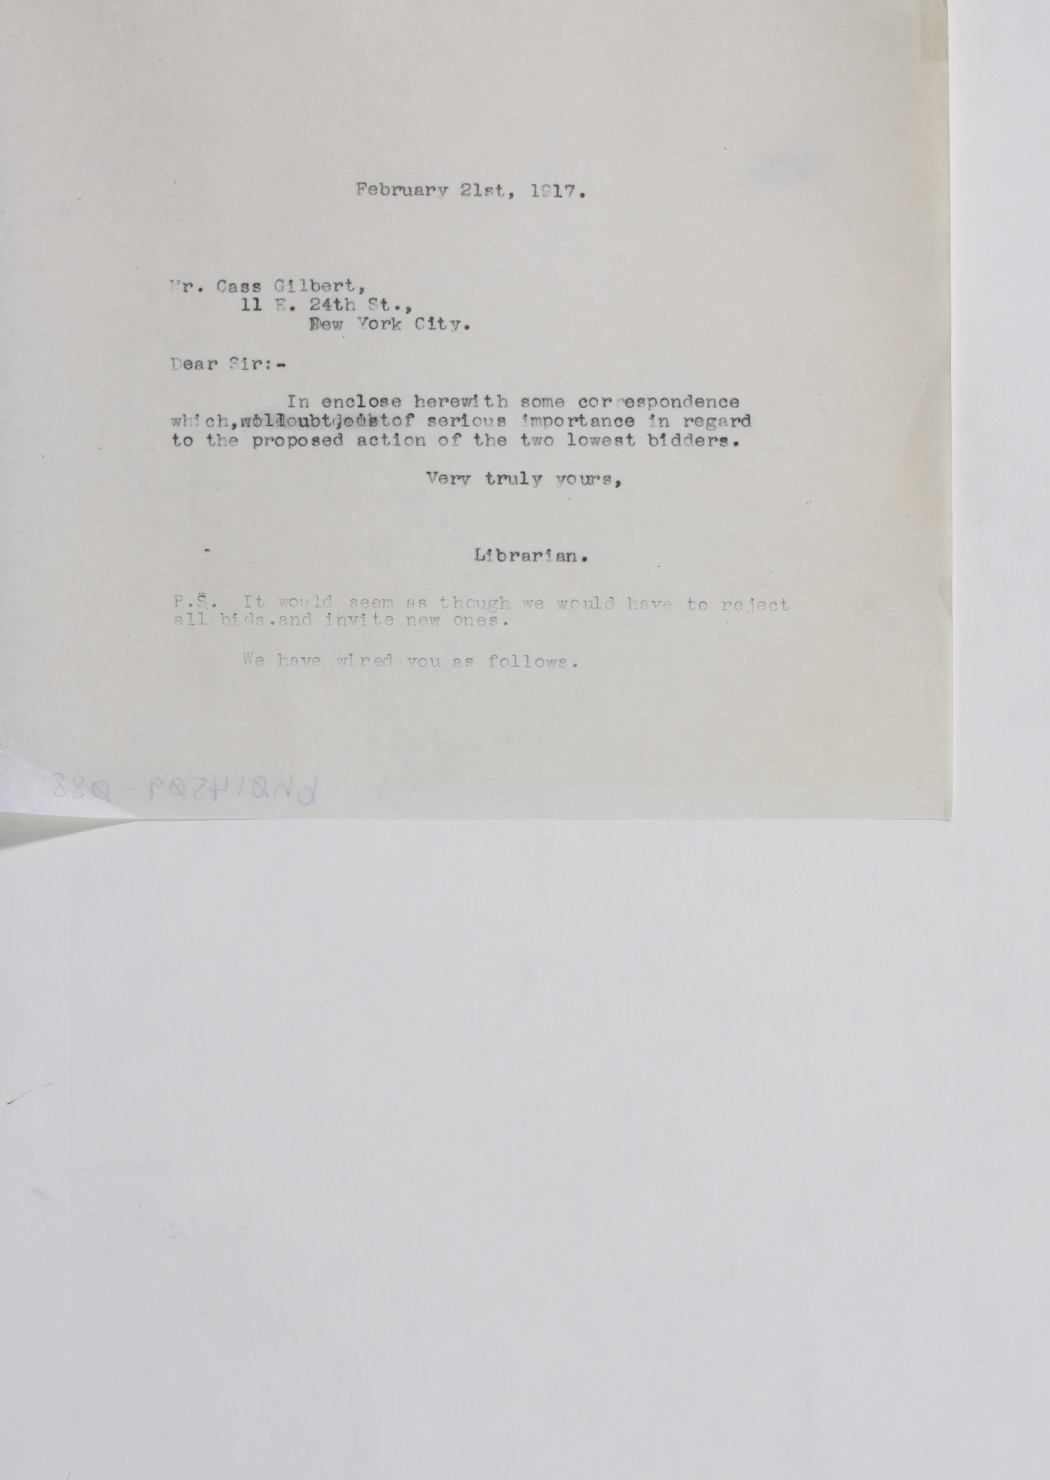 February 21st, 1917.
Mr. Cass Gilbert,
11 E. 24th St.,
New York City.
Dear Sir:-
In enclose herewith some correspondence
which, of serious importance in regard
to the proposed action of the two lowest bidders.
Very truly yours,
Librarian.
P.S. It would seem as though we would have to reject
all bids.and invite new ones.
We have wired you as follows.